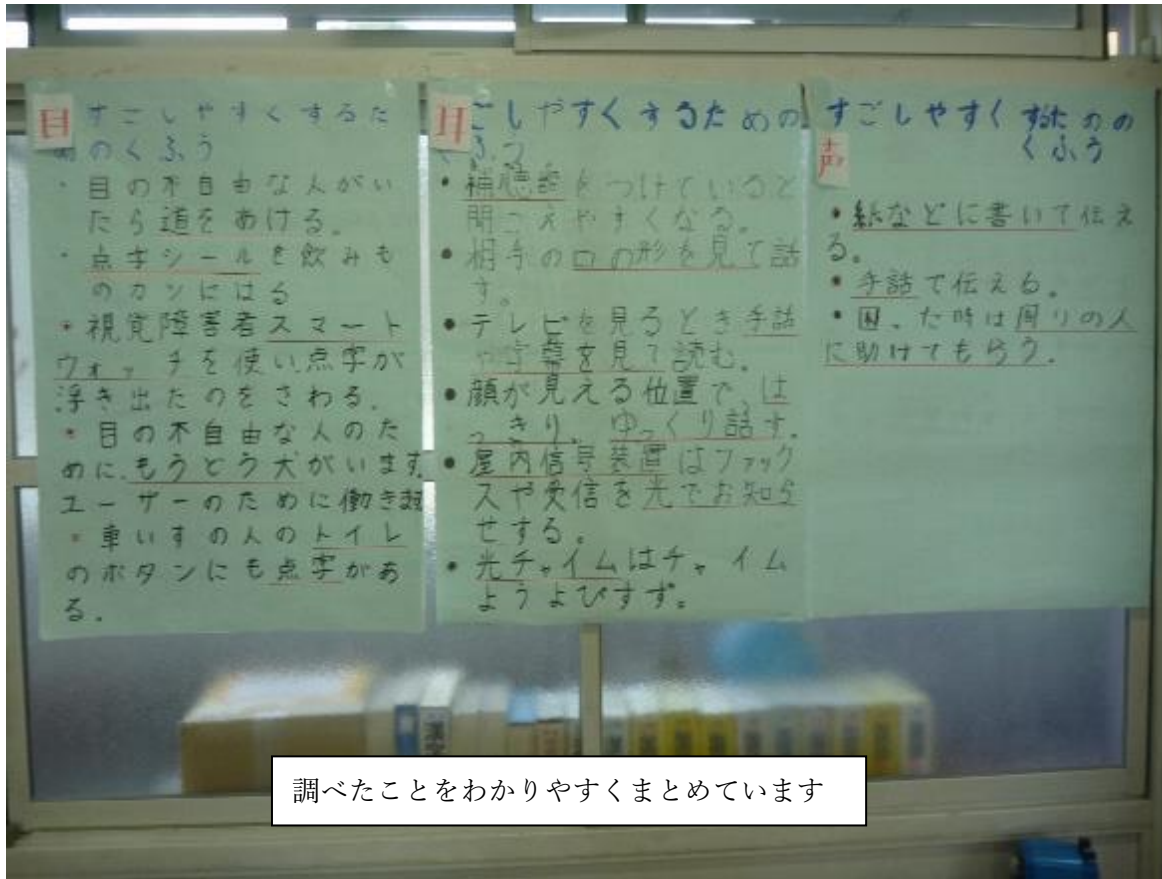 目
すごしやすくするた
めのくふう
・目の不自由な人がい
たら道をあける。
・点字シールを飲みも
のカンにはる
・視覚障害者スマート
ウォッチを使い点字が
浮き出たのをさわる。
・目の不自由な人のた
めに、もうどう犬がいます
ユーザーのために働きます
・車いすの人のトイレ
のボタンにも点字があ
る。
耳
ごしやすくするための
くふう
・補聴器をつけていると
聞こえやすくなる。
・相手の口の形を見て話
す。
・テレビを見るとき手話
や字幕を見て読む。
・顔が見える位置で、は
っきり、ゆっくり話す。
・屋内信号装置はファック
スや受信を光でお知ら
せする。
・光チャイムはチャイム
ようよびすず。
すごしやすくするための
くふう
声
・紙などに書いて伝え
る。
・手話で伝える。
・困った時は周りの人
に助けてもらう。
調べたことをわかりやすくまとめています